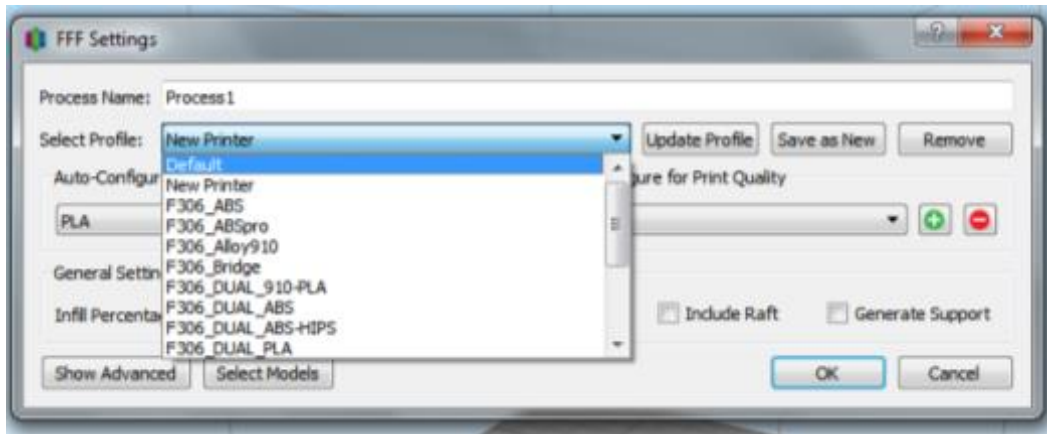 FFF Settings
Process Name: Process1
Select Profile: New Printer Update Profile Save as New Remove
Default
Auto-Configur
New Printer
ure for Print Quality
F306_ABS
PLA
F306_ABSpro
F306_Alloy910
F306_Bridge
General Settin
F306_DUAL_910-PLA
F306_DUAL_ABS
Infill Percenta
Include Raft Generate Support
F306_DUAL_ABS-HIPS
F306_DUAL_PLA
Show Advanced Select Models OK Cancel